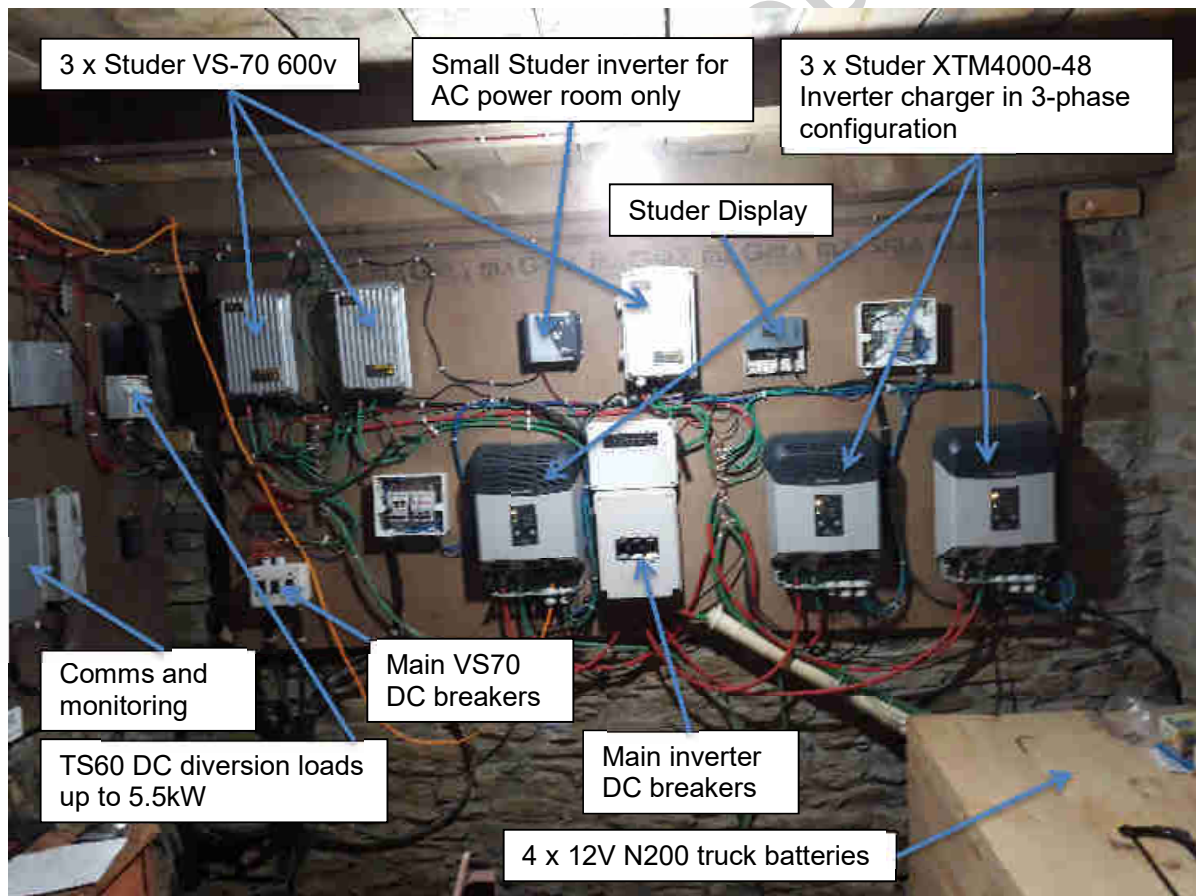 3 x Studer VS-70 600v
Small Studer inverter for
AC power room only
3 x Studer XTM4000-48
Inverter charger in 3-phase
configuration
Studer Display
Comms and
monitoring
Main VS70
DC breakers
TS60 DC diversion loads
up to 5.5kW
Main inverter
DC breakers
4 x 12V N200 truck batteries